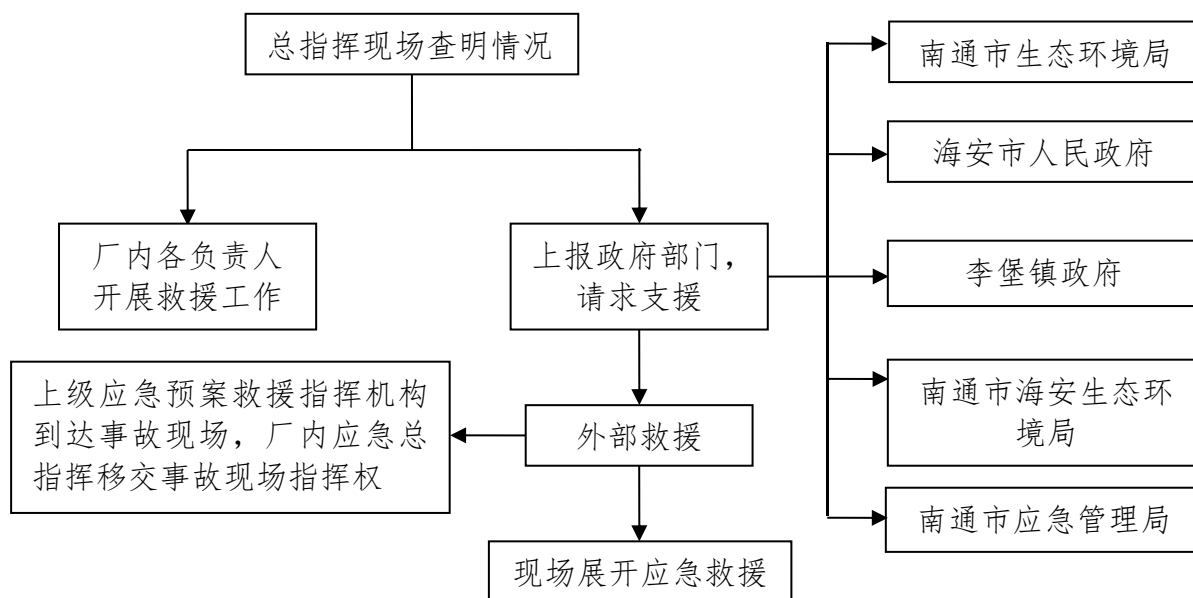 总指挥现场查明情况
南通市生态环境局
海安市人民政府
厂内各负责人
开展救援工作
上报政府部门，
请求支援
李堡镇政府
上级应急预案救援指挥机构
到达事故现场，厂内应急总
指挥移交事故现场指挥权
外部救援
南通市海安生态环
境局
南通市应急管理局
现场展开应急救援